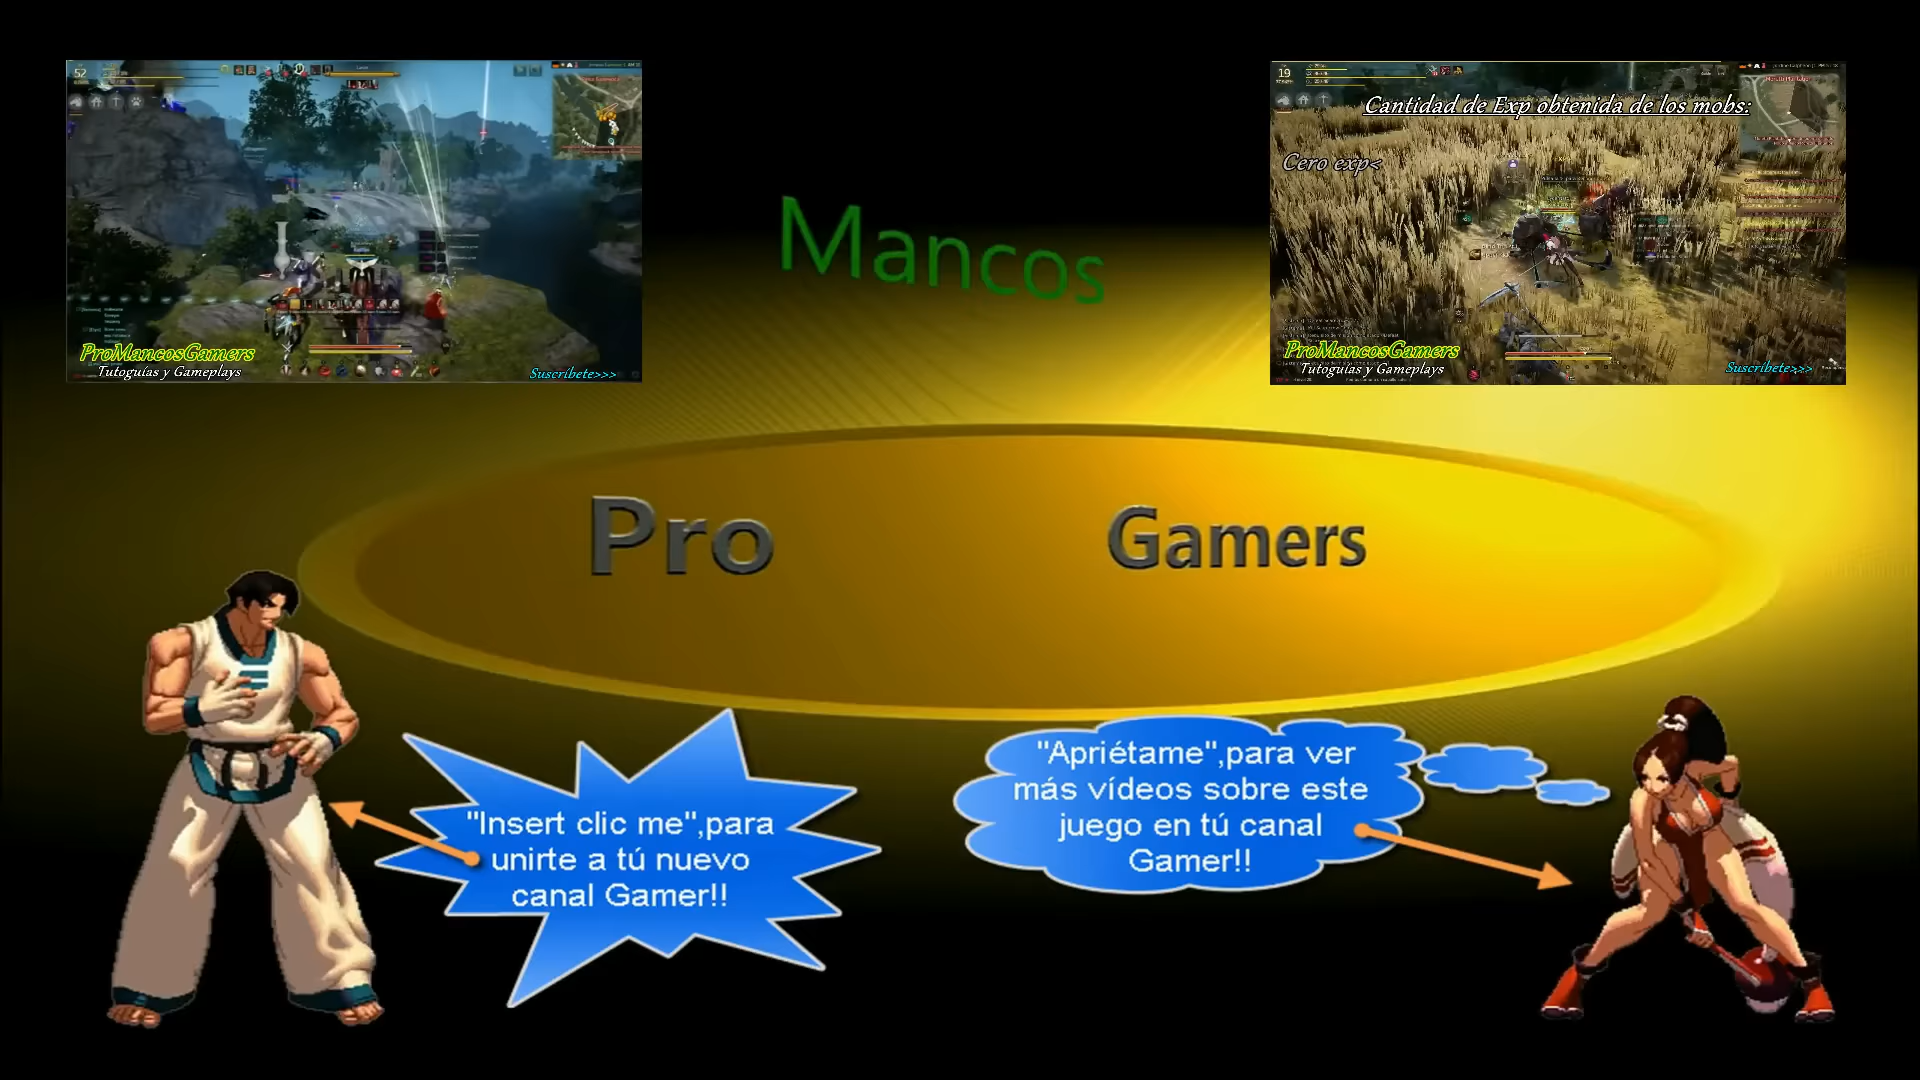 52
19
Cantidad de Exp obtenida de los mobs:
Cero exp<
ProMancosGamers
Tutoguías y Gameplays
Suscríbete>>>
ProMancosGamers
Tutoguías y Gameplays
Suscríbete>>>
Mancos
Pro
Gamers
"Insert clic me",para
unirte a tú nuevo
canal Gamer!!
"Apriétame",para ver
más vídeos sobre este
juego en tú canal
Gamer!!